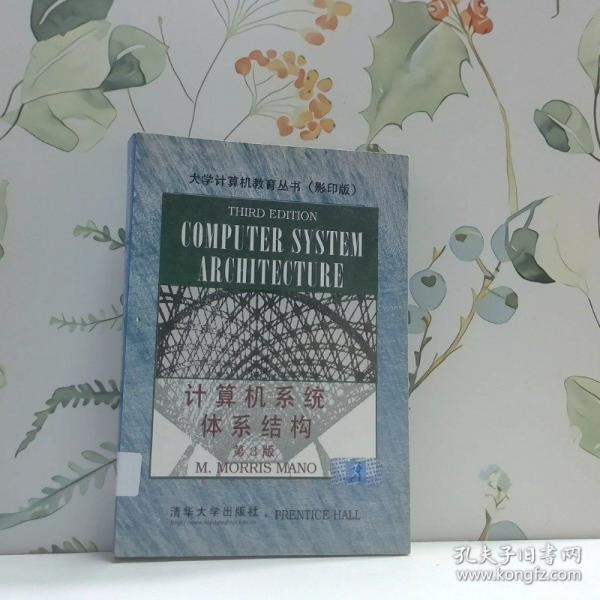 大学计算机教育丛书（影印版）
THIRD EDITION
COMPUTER SYSTEM
ARCHITECTURE
计算机系统
体系结构
第3版
M. MORRIS MANO
清华大学出版社 · PRENTICE HALL
孔夫子旧书网
www.kongfz.com